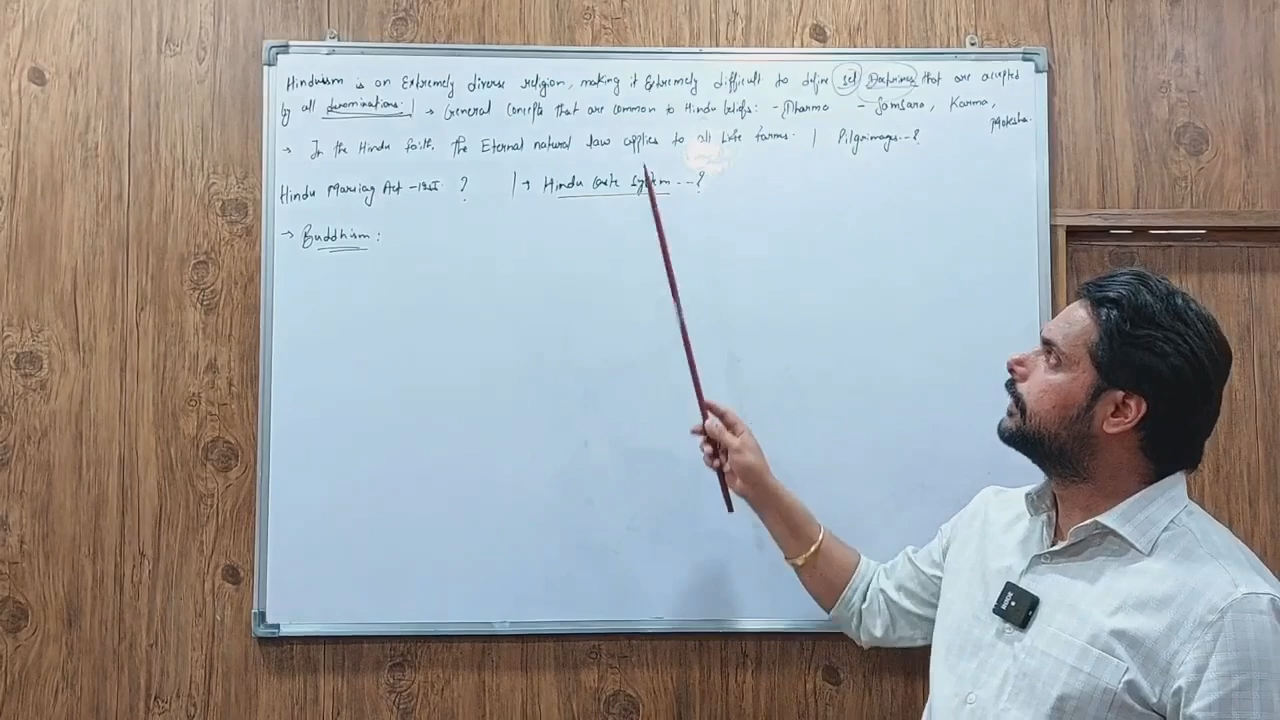 Hinduism is an Extremely diverse religion, making it Extremely difficult to define set Doctrines that are accepted
by all denominations. | → General concepts that are common to Hindu beliefs: - Dharma - Samsara, Karma,
Moksha.
→ In the Hindu faith. The Eternal natural law applies to all life forms. | Pilgrimages..?
Hindu Marriage Act - ? | → Hindu Caste System ---?
→ Buddhism: